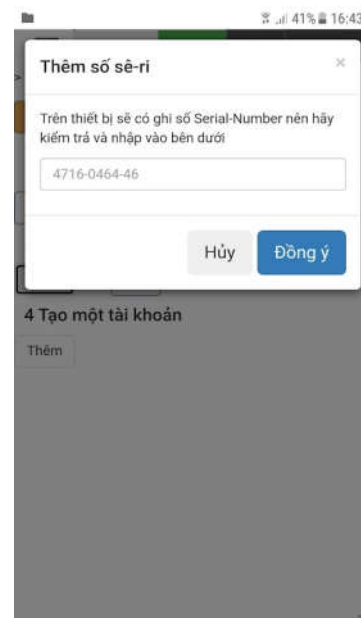 41% 16:43
Thêm số sê-ri ×
Trên thiết bị sẽ có ghi số Serial-Number nên hãy
kiểm trả và nhập vào bên dưới
4716-0464-46
Hủy Đồng ý
4 Tạo một tài khoản
Thêm